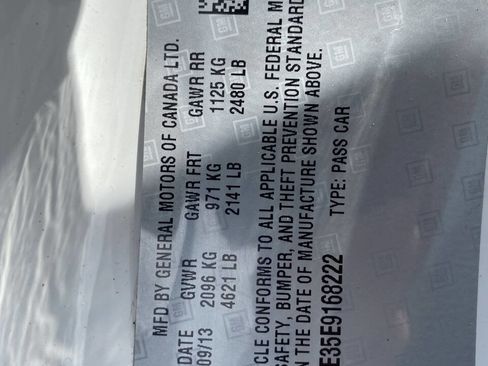 MFD BY GENERAL MOTORS OF CANADA LTD.
DATE GVWR GAWR FRT GAWR RR
09/13 2096 KG 971 KG 1125 KG
4621 LB 2141 LB 2480 LB
CLE CONFORMS TO ALL APPLICABLE U.S. FEDERAL M
SAFETY, BUMPER, AND THEFT PREVENTION STANDARD
N THE DATE OF MANUFACTURE SHOWN ABOVE.
E35E9168222 TYPE: PASS CAR